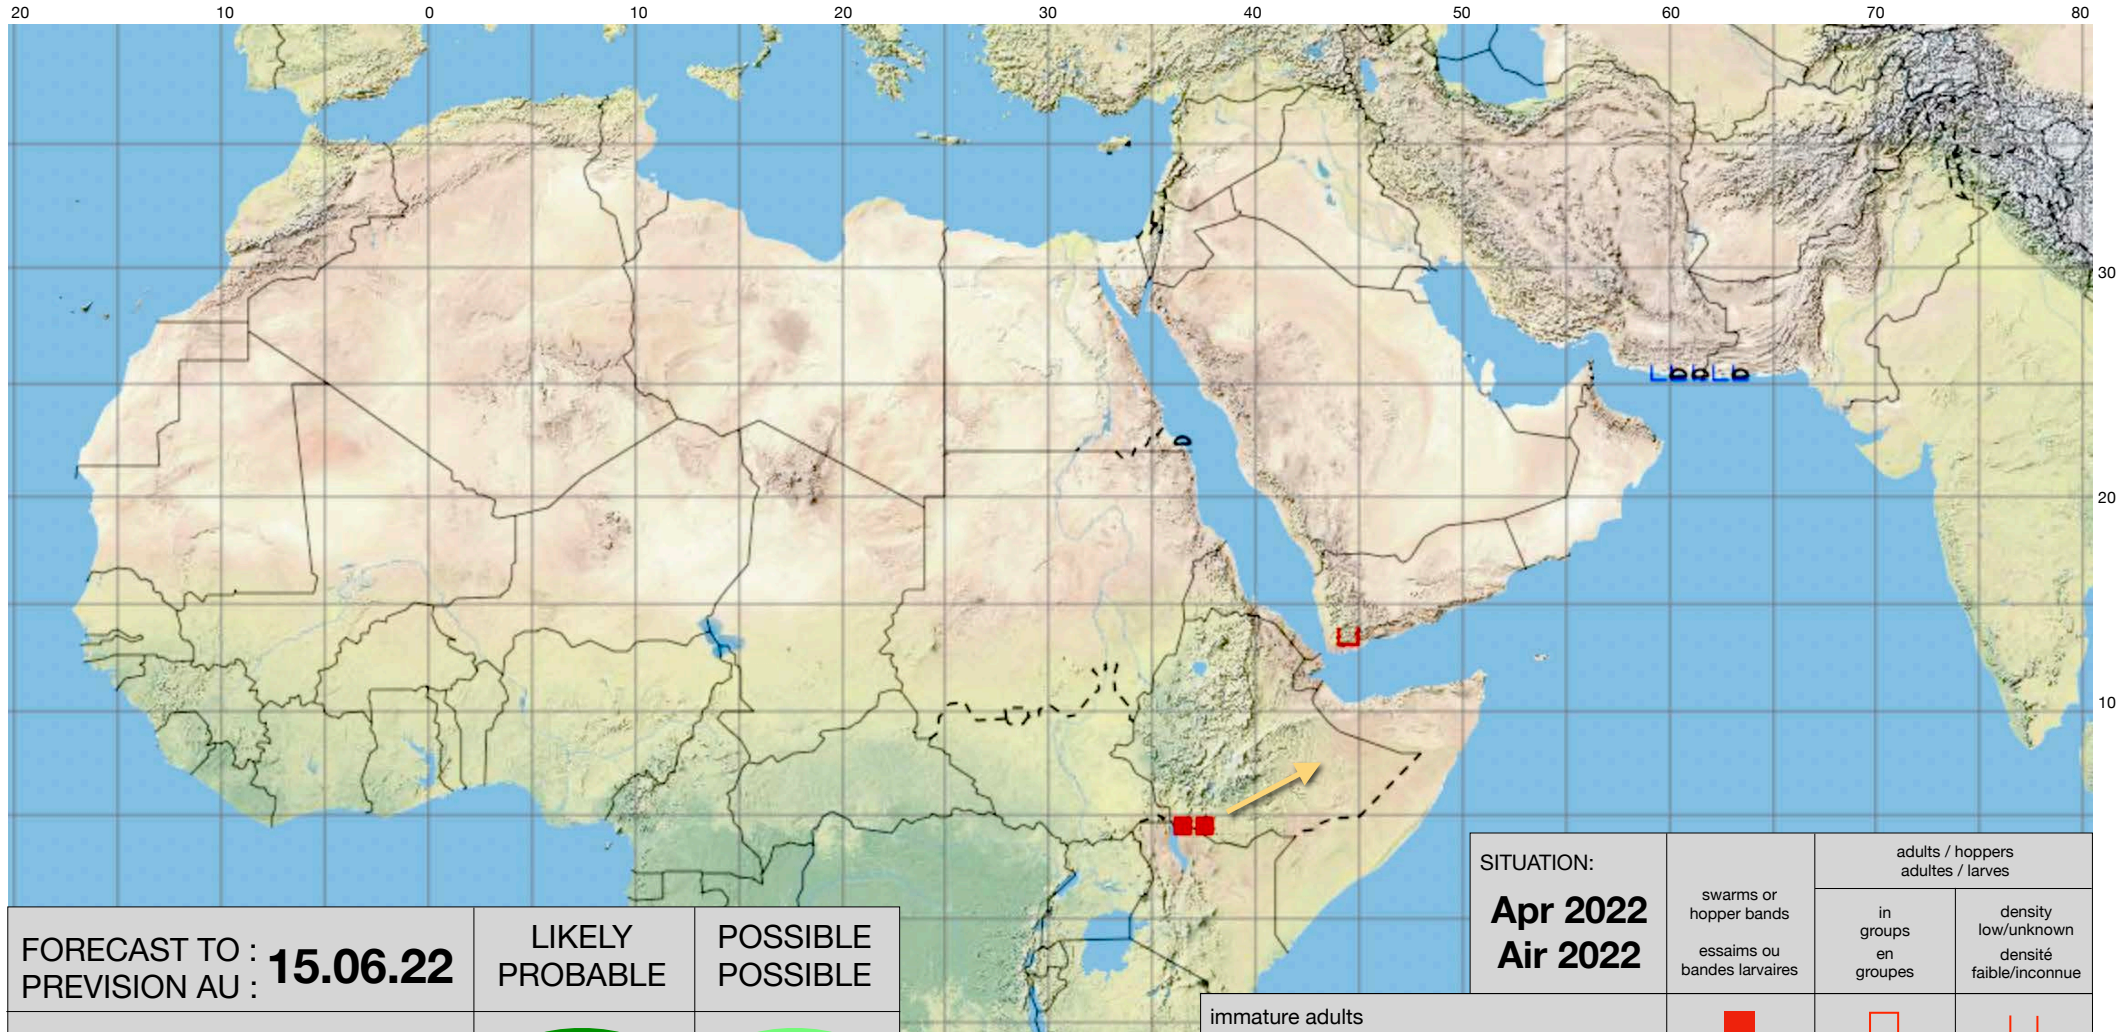 20 10 0 10 20 30 40 50 60 70 80
30
20
10
SITUATION:
Apr 2022
Air 2022
swarms or
hopper bands
essaims ou
bandes larvaires
adults / hoppers
adultes / larves
in
groups
en
groupes
density
low/unknown
densité
faible/inconnue
FORECAST TO :
PREVISION AU :
15.06.22
LIKELY
PROBABLE
POSSIBLE
POSSIBLE
immature adults